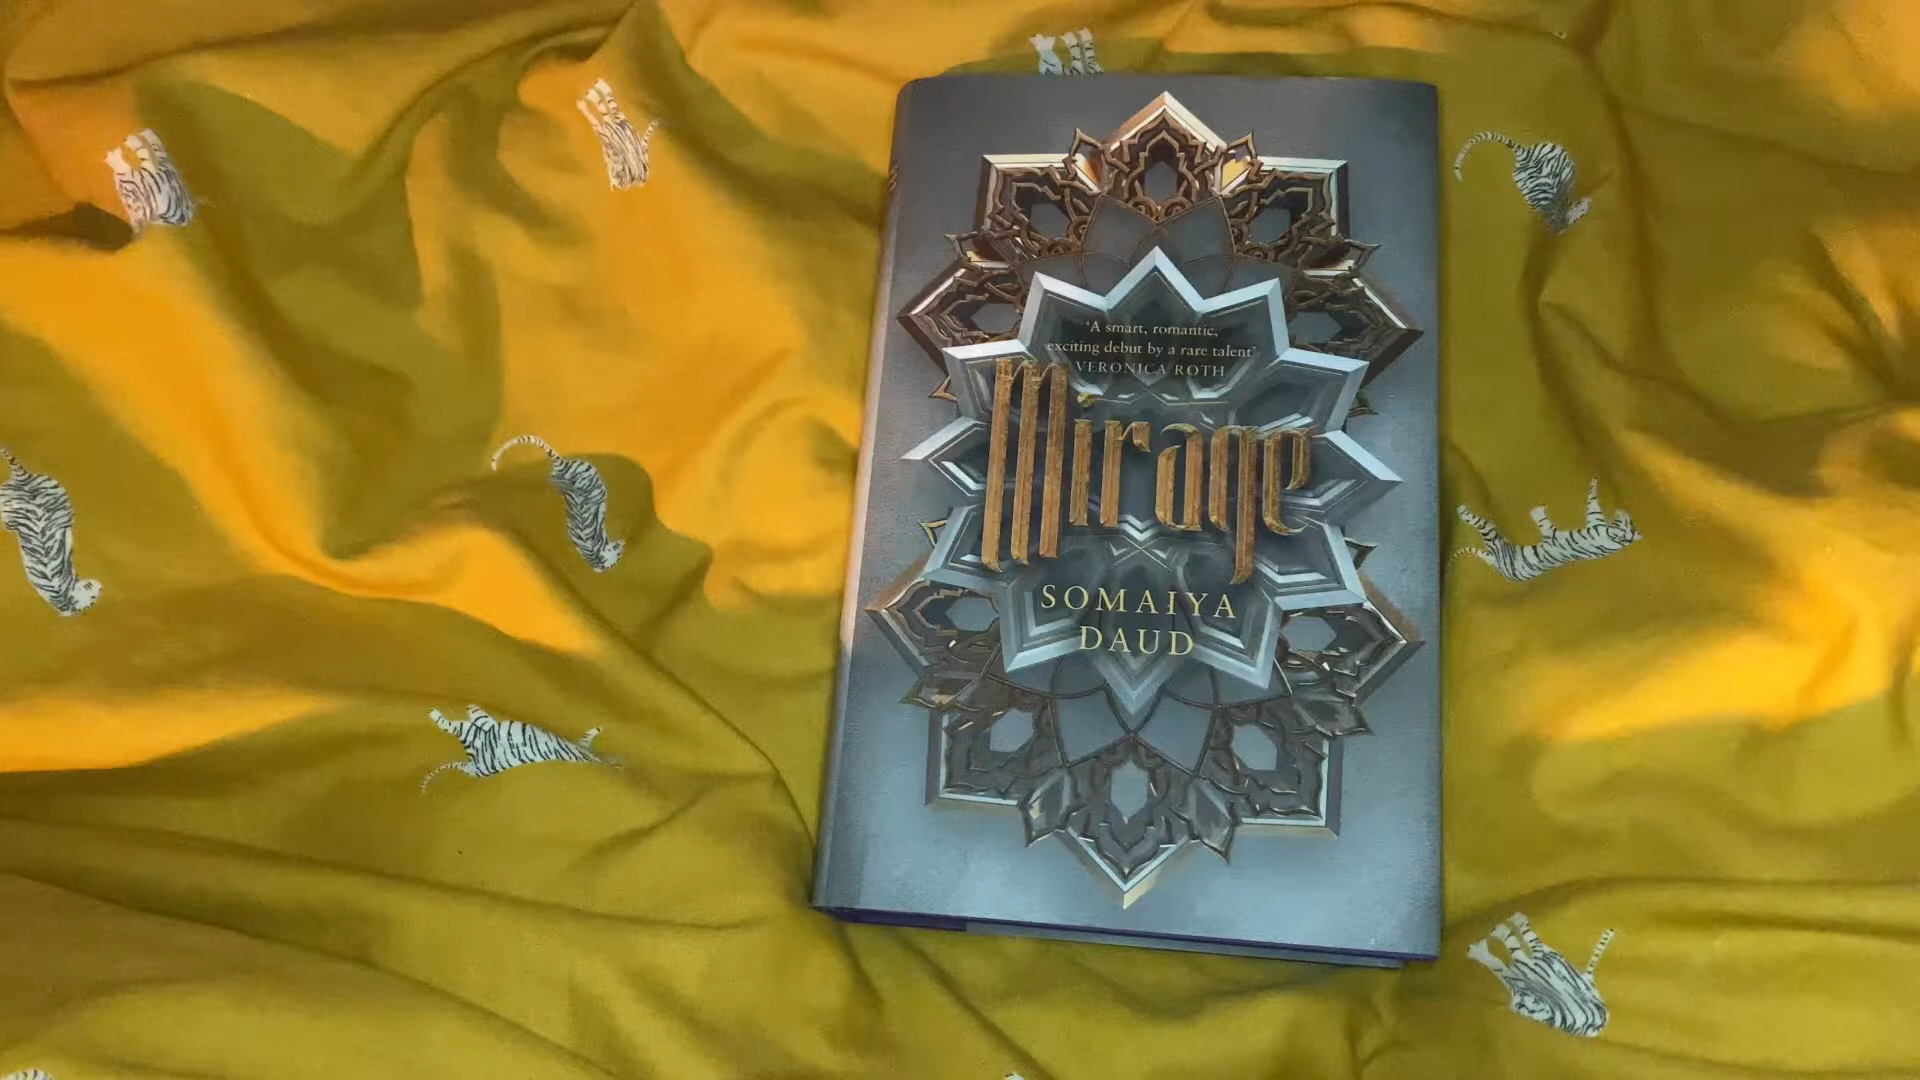 ‘A smart, romantic,
exciting debut by a rare talent’
VERONICA ROTH
Mirage
SOMAIYA
DAUD